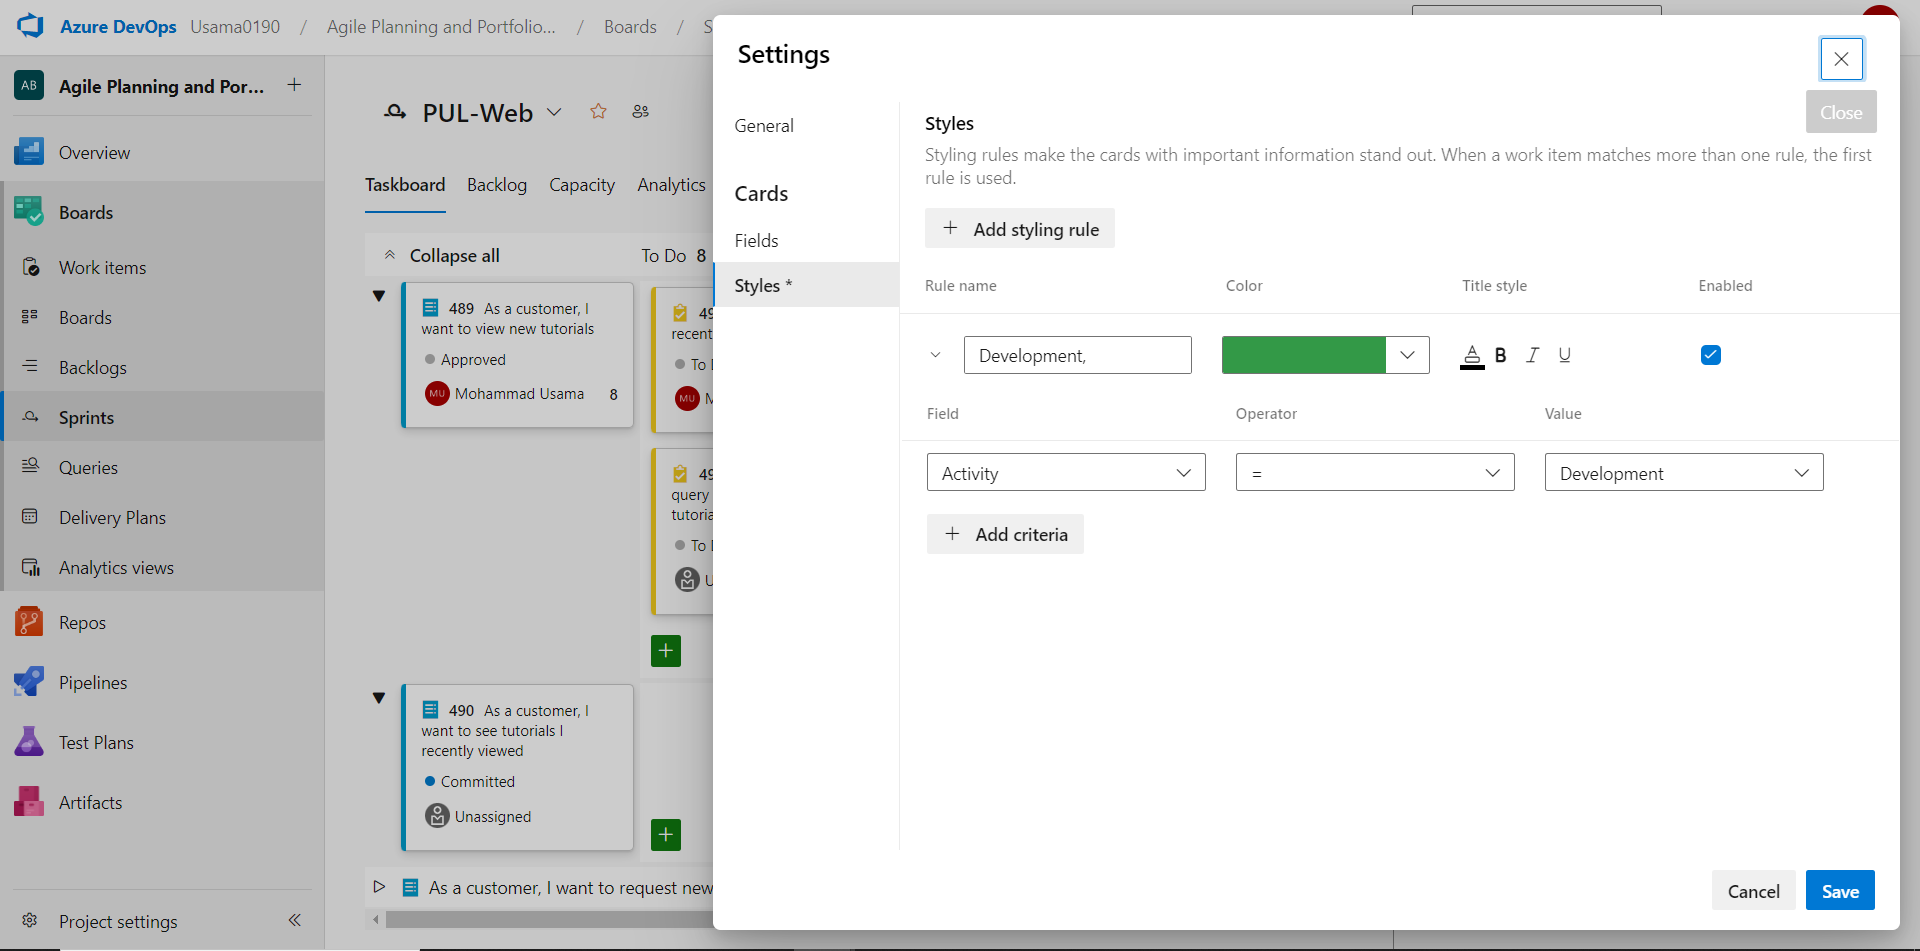 Azure DevOps Usama0190 / Agile Planning and Portfolio... / Boards / S
AB Agile Planning and Por... +
Overview
Boards
Work items
Boards
Backlogs
Sprints
Queries
Delivery Plans
Analytics views
Repos
Pipelines
Test Plans
Artifacts
Project settings
PUL-Web
Taskboard Backlog Capacity Analytics
Collapse all To Do 8
489 As a customer, I
want to view new tutorials
Approved
MU Mohammad Usama 8
49
recent
To I
MU M
49
query
tutoria
To I
U
490 As a customer, I
want to see tutorials I
recently viewed
Committed
Unassigned
As a customer, I want to request new
Settings
Close
General
Cards
Fields
Styles *
Styles
Styling rules make the cards with important information stand out. When a work item matches more than one rule, the first
rule is used.
+ Add styling rule
Rule name Color Title style Enabled
Development, A B I U
Field Operator Value
Activity = Development
+ Add criteria
Cancel Save